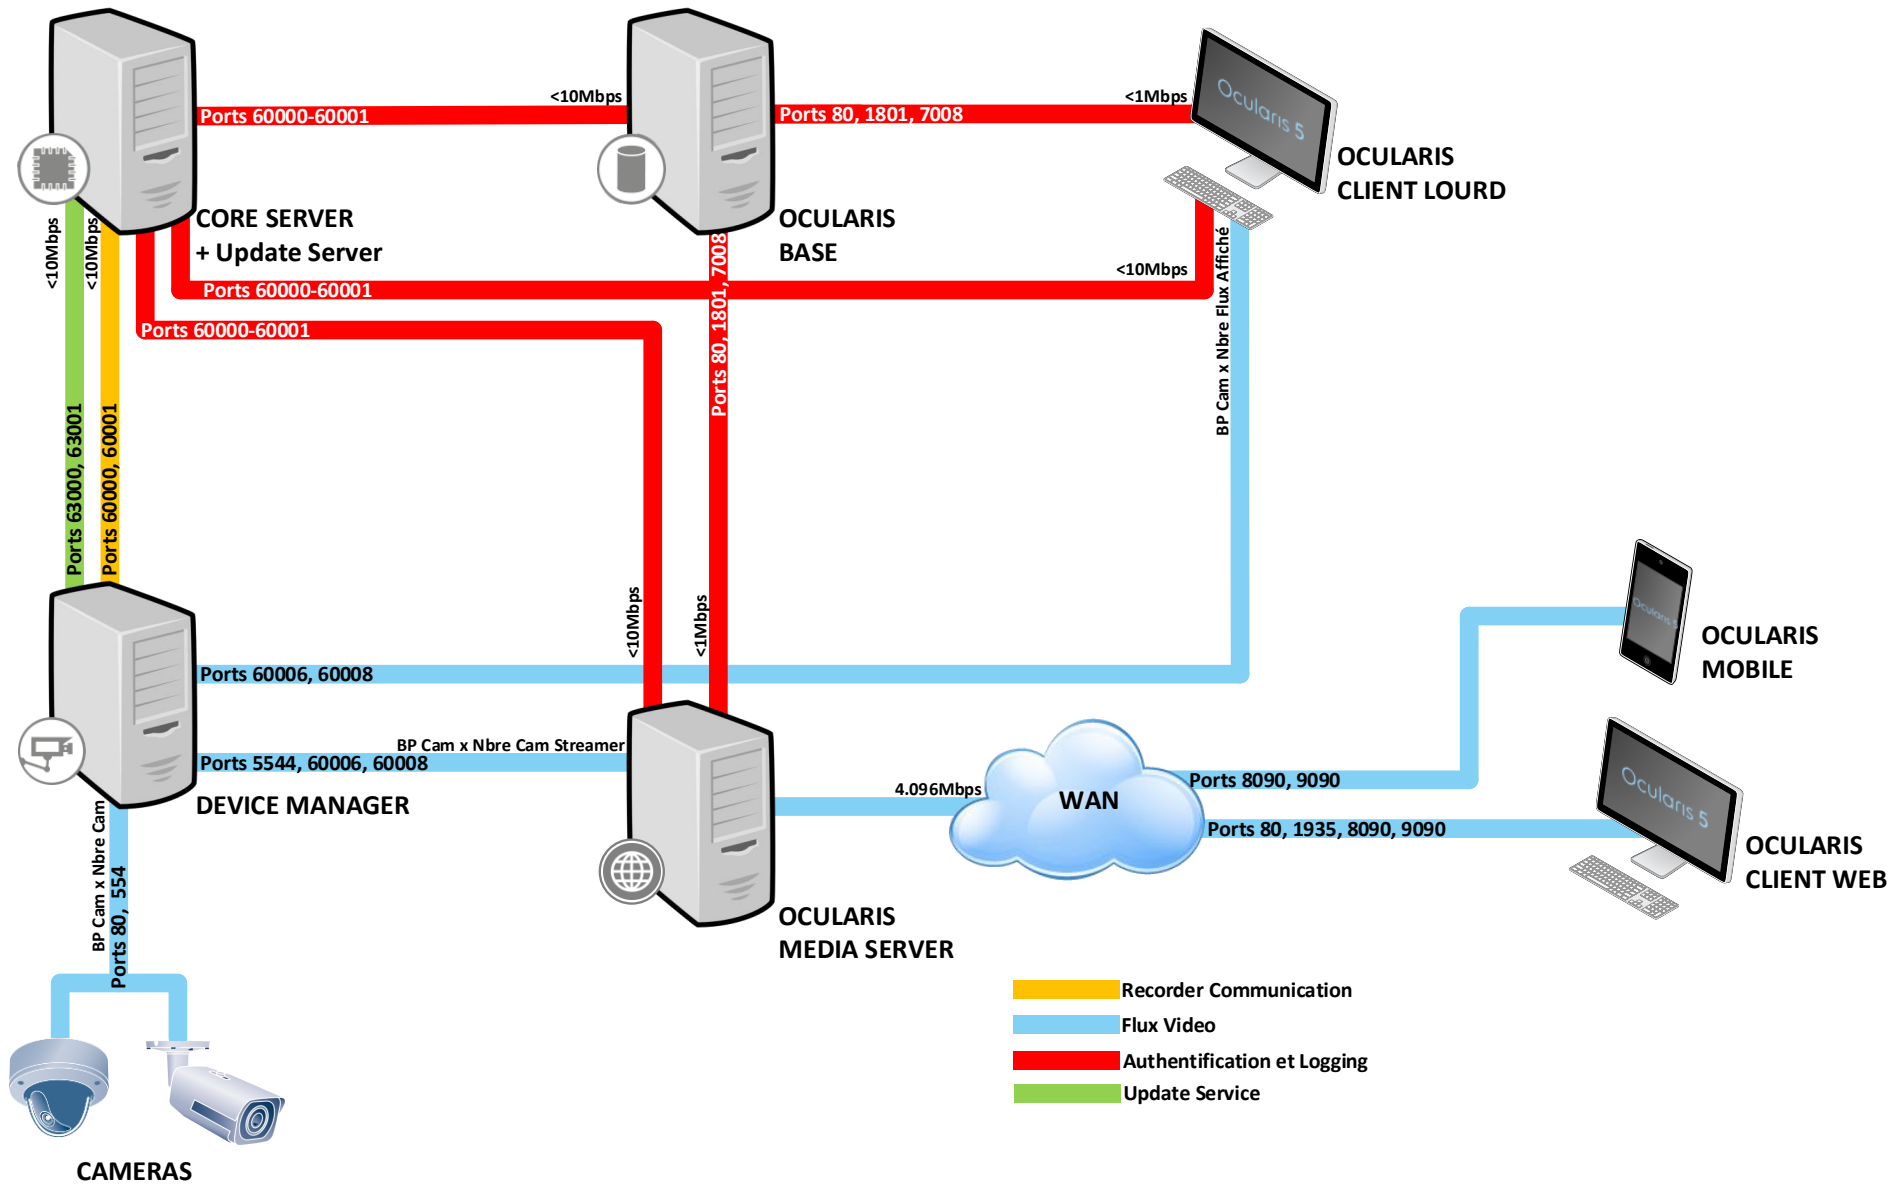 <10Mbps
Ports 60000-60001
<1Mbps
Ports 80, 1801, 7008
Ocularis 5
OCULARIS
CLIENT LOURD
CORE SERVER
+ Update Server
OCULARIS
BASE
<10Mbps
<10Mbps
Ports 60000-60001
<10Mbps
Ports 60000-60001
Ports 80, 1801, 7008
BP Cam x Nbre Flux Affiché
Ports 63000, 63001
Ports 60000, 60001
<10Mbps
<1Mbps
Ports 60006, 60008
Ocularis 5
OCULARIS
MOBILE
BP Cam x Nbre Cam Streamer
Ports 5544, 60006, 60008
DEVICE MANAGER
4.096Mbps
WAN
Ports 8090, 9090
Ports 80, 1935, 8090, 9090
Ocularis 5
OCULARIS
CLIENT WEB
BP Cam x Nbre Cam
Ports 80, 554
OCULARIS
MEDIA SERVER
Recorder Communication
Flux Video
Authentification et Logging
Update Service
CAMERAS